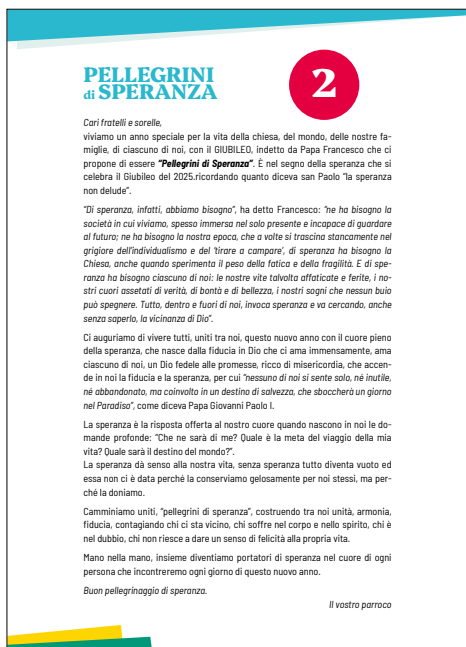 PELLEGRINI
di SPERANZA
2
Cari fratelli e sorelle,
viviamo un anno speciale per la vita della chiesa, del mondo, delle nostre fa-
miglie, di ciascuno di noi, con il GIUBILEO, indetto da Papa Francesco che ci
propone di essere "Pellegrini di Speranza". È nel segno della speranza che si
celebra il Giubileo del 2025.ricordando quanto diceva san Paolo "la speranza
non delude".
"Di speranza, infatti, abbiamo bisogno", ha detto Francesco: "ne ha bisogno la
società in cui viviamo, spesso immersa nel solo presente e incapace di guardare
al futuro; ne ha bisogno la nostra epoca, che a volte si trascina stancamente nel
grigiore dell'individualismo e del 'tirare a campare', di speranza ha bisogno la
Chiesa, anche quando sperimenta il peso della fatica e della fragilità. E di spe-
ranza ha bisogno ciascuno di noi: le nostre vite talvolta affaticate e ferite, i no-
stri cuori assetati di verità, di bontà e di bellezza, i nostri sogni che nessun buio
può spegnere. Tutto, dentro e fuori di noi, invoca speranza e va cercando, anche
senza saperlo, la vicinanza di Dio".
Ci auguriamo di vivere tutti, uniti tra noi, questo nuovo anno con il cuore pieno
della speranza, che nasce dalla fiducia in Dio che ci ama immensamente, ama
ciascuno di noi, un Dio fedele alle promesse, ricco di misericordia, che accen-
de in noi la fiducia e la speranza, per cui "nessuno di noi si sente solo, né inutile,
né abbandonato, ma coinvolto in un destino di salvezza, che sboccherà un giorno
nel Paradiso", come diceva Papa Giovanni Paolo I.
La speranza è la risposta offerta al nostro cuore quando nascono in noi le do-
mande profonde: "Che ne sarà di me? Quale è la meta del viaggio della mia
vita? Quale sarà il destino del mondo?".
La speranza dà senso alla nostra vita, senza speranza tutto diventa vuoto ed
essa non ci è data perché la conserviamo gelosamente per noi stessi, ma per-
ché la doniamo.
Camminiamo uniti, "pellegrini di speranza", costruendo tra noi unità, armonia,
fiducia, contagiando chi ci sta vicino, chi soffre nel corpo e nello spirito, chi è
nel dubbio, chi non riesce a dare un senso di felicità alla propria vita.
Mano nella mano, insieme diventiamo portatori di speranza nel cuore di ogni
persona che incontreremo ogni giorno di questo nuovo anno.
Buon pellegrinaggio di speranza.
Il vostro parroco